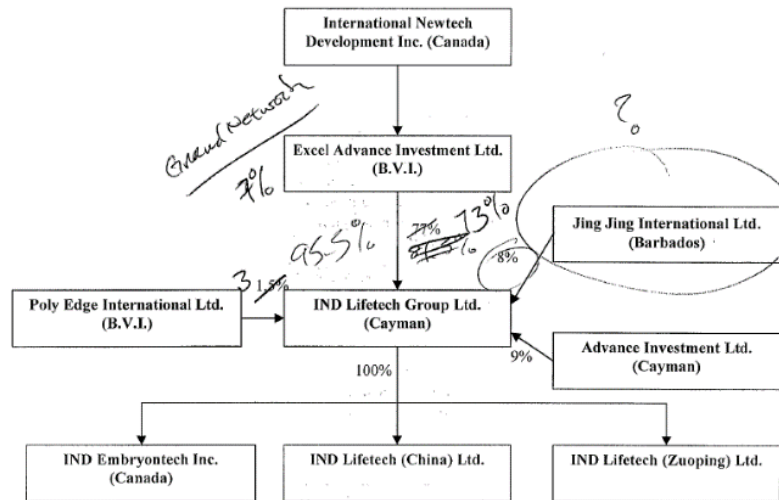 International Newtech
Development Inc. (Canada)
Grand Network
7%
?
Excel Advance Investment Ltd.
(B.V.I.)
77%
73%
95.5%
8%
Jing Jing International Ltd.
(Barbados)
3
1.5%
Poly Edge International Ltd.
(B.V.I.)
IND Lifetech Group Ltd.
(Cayman)
Advance Investment Ltd.
(Cayman)
9%
100%
IND Embryontech Inc.
(Canada)
IND Lifetech (China) Ltd.
IND Lifetech (Zuoping) Ltd.